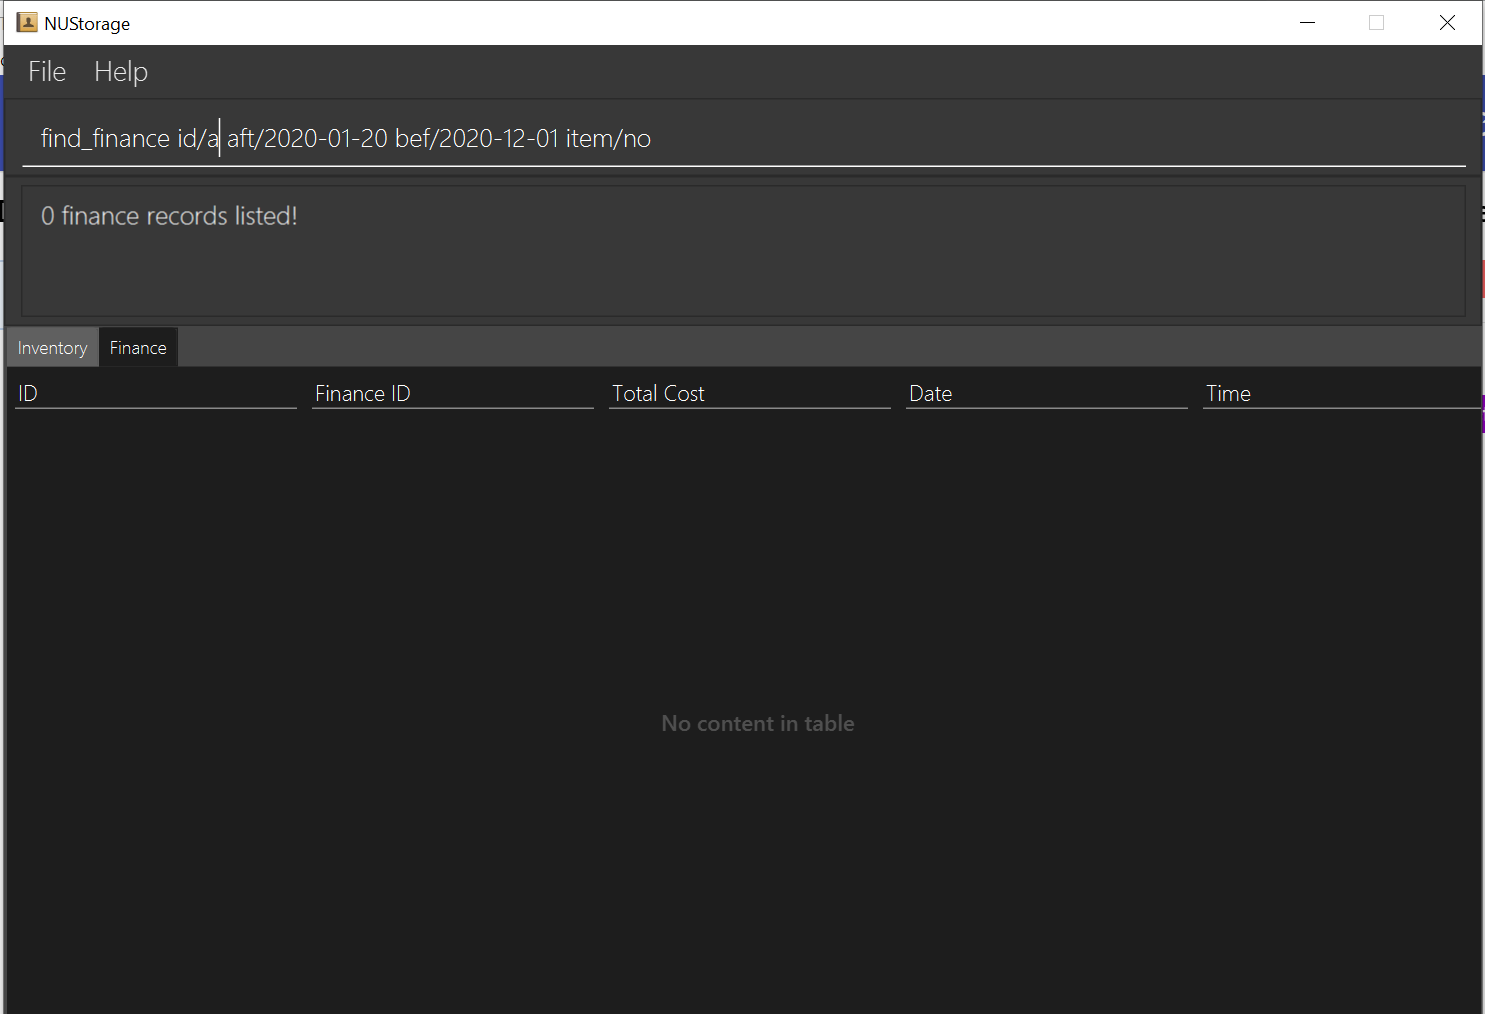 NUStorage
File Help
find_finance id/a aft/2020-01-20 bef/2020-12-01 item/no
0 finance records listed!
Inventory Finance
ID Finance ID Total Cost Date Time
No content in table